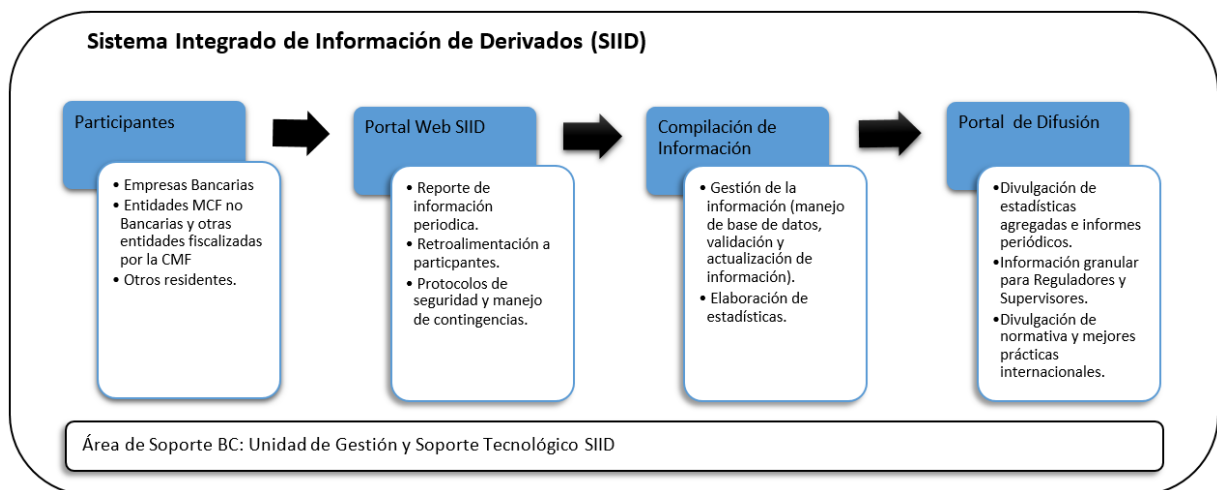 Sistema Integrado de Información de Derivados (SIID)
Participantes
• Empresas Bancarias
• Entidades MCF no
Bancarias y otras
entidades fiscalizadas
por la CMF
• Otros residentes.
Portal Web SIID
• Reporte de
información
periodica.
• Retroalimentación a
particpantes.
• Protocolos de
seguridad y manejo
de contingencias.
Compilación de
Información
• Gestión de la
información (manejo
de base de datos,
validación y
actualización de
información).
• Elaboración de
estadísticas.
Portal de Difusión
•Divulgación de
estadísticas
agregadas e informes
periódicos.
•Información granular
para Reguladores y
Supervisores.
•Divulgación de
normativa y mejores
prácticas
internacionales.
Área de Soporte BC: Unidad de Gestión y Soporte Tecnológico SIID